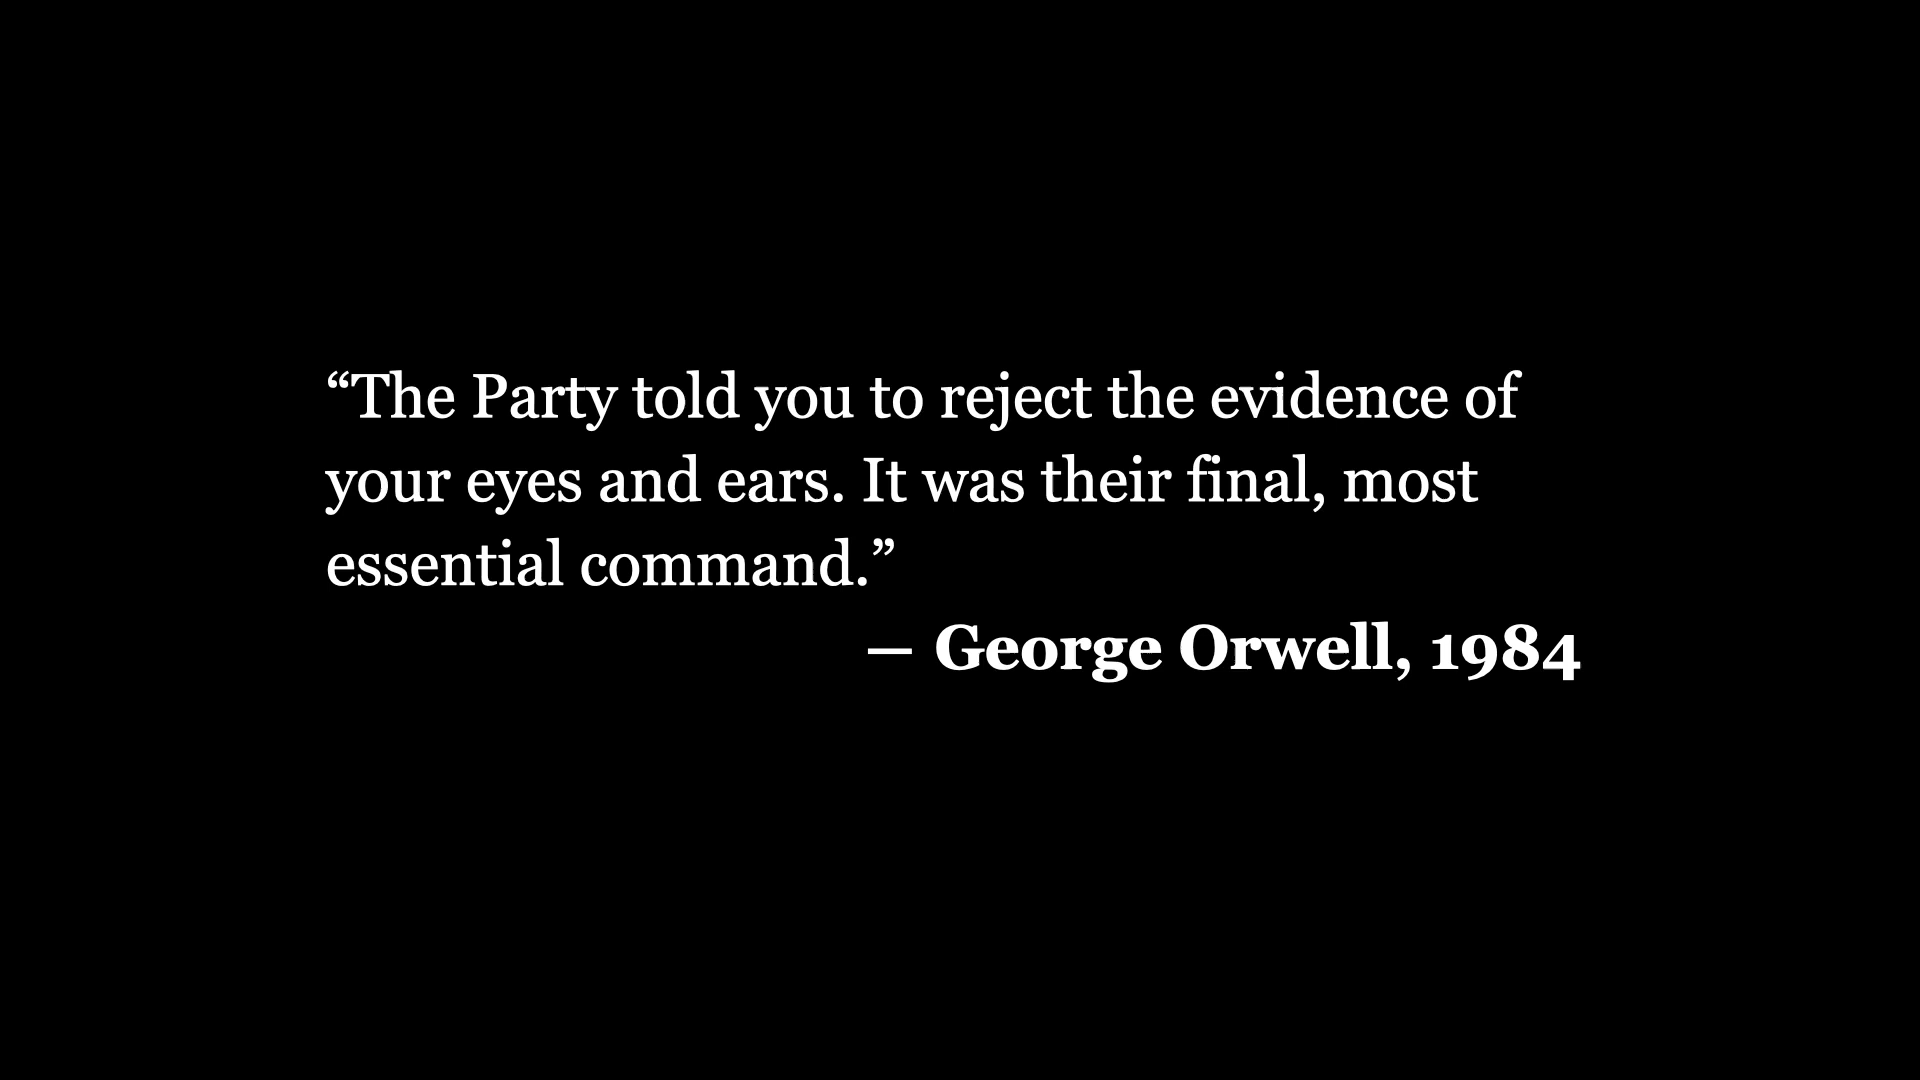 “The Party told you to reject the evidence of
your eyes and ears. It was their final, most
essential command.”
— George Orwell, 1984